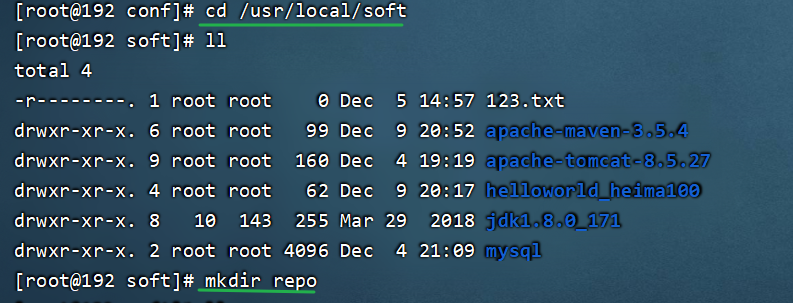 [root@192 conf]# cd /usr/local/soft
[root@192 soft]# ll
total 4
-r--------. 1 root root    0 Dec  5 14:57 123.txt
drwxr-xr-x. 6 root root   99 Dec  9 20:52 apache-maven-3.5.4
drwxr-xr-x. 9 root root  160 Dec  4 19:19 apache-tomcat-8.5.27
drwxr-xr-x. 4 root root   62 Dec  9 20:17 helloworld_heima100
drwxr-xr-x. 8   10  143  255 Mar 29  2018 jdk1.8.0_171
drwxr-xr-x. 2 root root 4096 Dec  4 21:09 mysql
[root@192 soft]# mkdir repo